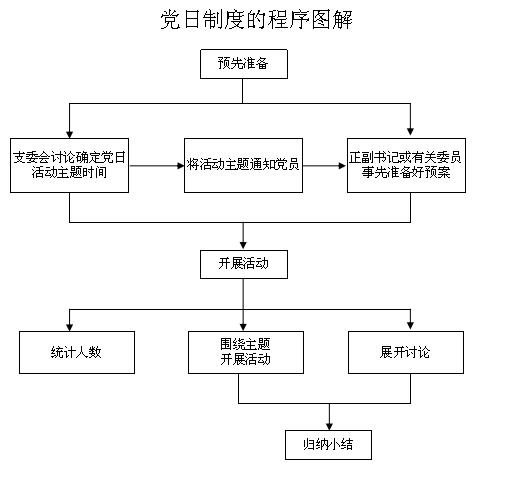 党日制度的程序图解
预先准备
支委会讨论确定党日
活动主题时间
将活动主题通知党员
正副书记或有关委员
事先准备好预案
开展活动
统计人数
围绕主题
开展活动
展开讨论
归纳小结